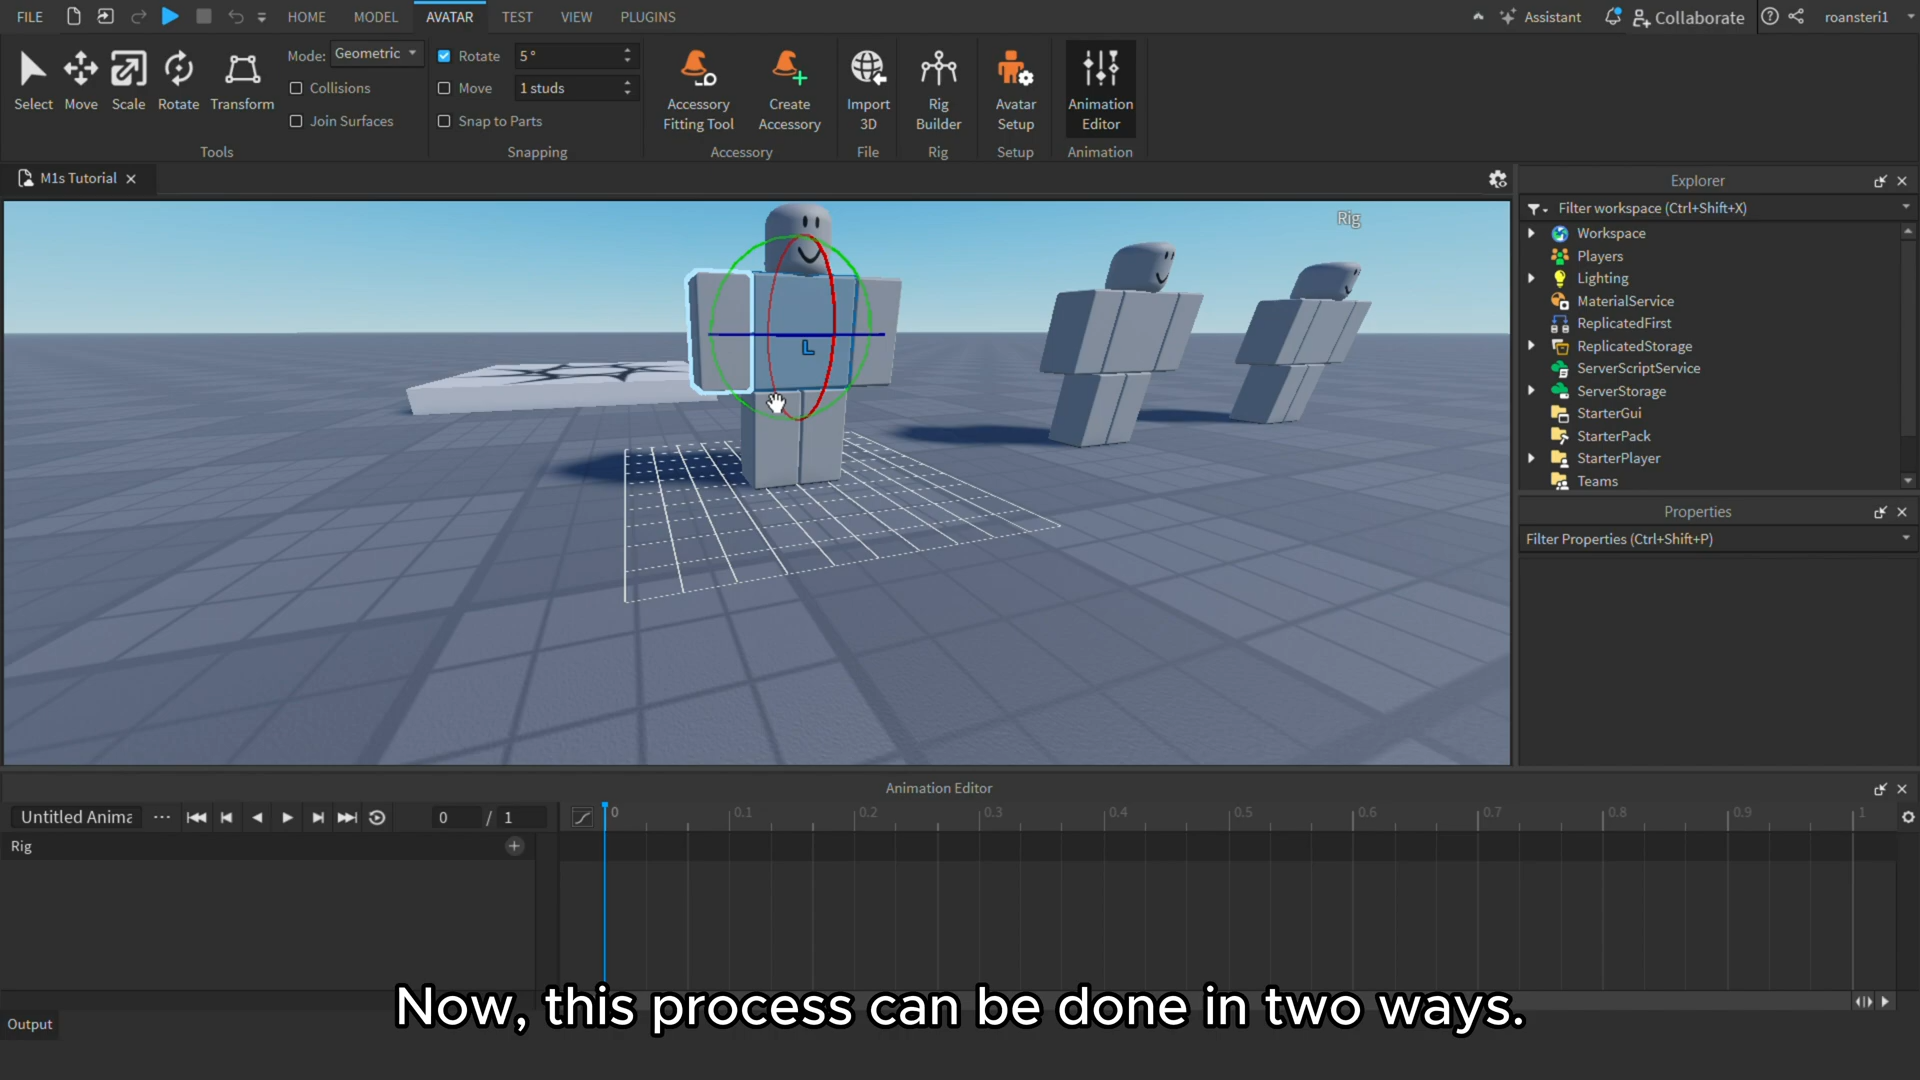 FILE
HOME
MODEL
AVATAR
TEST
VIEW
PLUGINS
Assistant
Collaborate
roansteri1
Select
Move
Scale
Rotate
Transform
Mode: Geometric
Collisions
Join Surfaces
Tools
Rotate 5 °
Move 1 studs
Snap to Parts
Snapping
Accessory
Fitting Tool
Create
Accessory
Accessory
Import
3D
File
Rig
Builder
Rig
Avatar
Setup
Setup
Animation
Editor
Animation
M1s Tutorial
Rig
L
Explorer
Filter workspace (Ctrl+Shift+X)
Workspace
Players
Lighting
MaterialService
ReplicatedFirst
ReplicatedStorage
ServerScriptService
ServerStorage
StarterGui
StarterPack
StarterPlayer
Teams
Properties
Filter Properties (Ctrl+Shift+P)
Animation Editor
Untitled Anima
0 / 1
0 0.1 0.2 0.3 0.4 0.5 0.6 0.7 0.8 0.9 1
Rig
Now, this process can be done in two ways.
Output